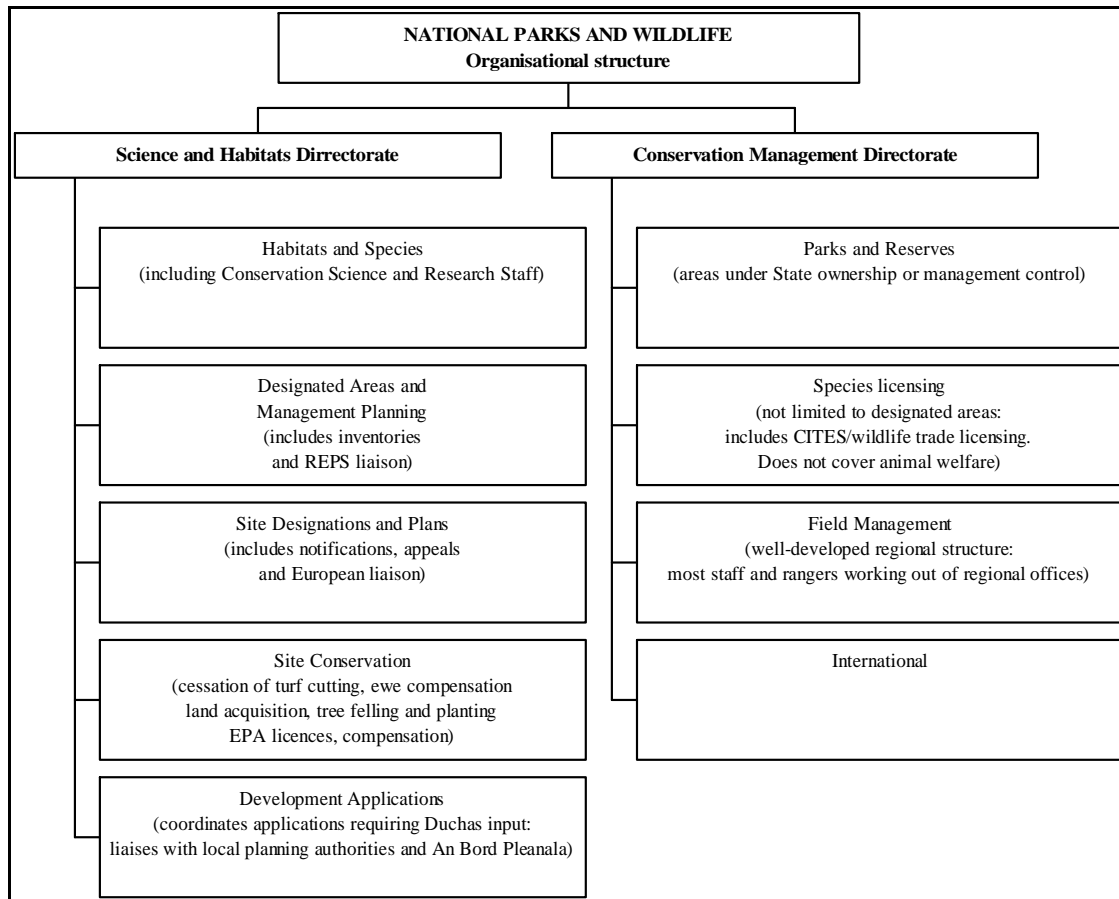 NATIONAL PARKS AND WILDLIFE
Organisational structure
Science and Habitats Dirrectorate
Conservation Management Directorate
Habitats and Species
(including Conservation Science and Research Staff)
Designated Areas and
Management Planning
(includes inventories
and REPS liaison)
Site Designations and Plans
(includes notifications, appeals
and European liaison)
Site Conservation
(cessation of turf cutting, ewe compensation
land acquisition, tree felling and planting
EPA licences, compensation)
Development Applications
(coordinates applications requiring Duchas input:
liaises with local planning authorities and An Bord Pleanala)
Parks and Reserves
(areas under State ownership or management control)
Species licensing
(not limited to designated areas:
includes CITES/wildlife trade licensing.
Does not cover animal welfare)
Field Management
(well-developed regional structure:
most staff and rangers working out of regional offices)
International